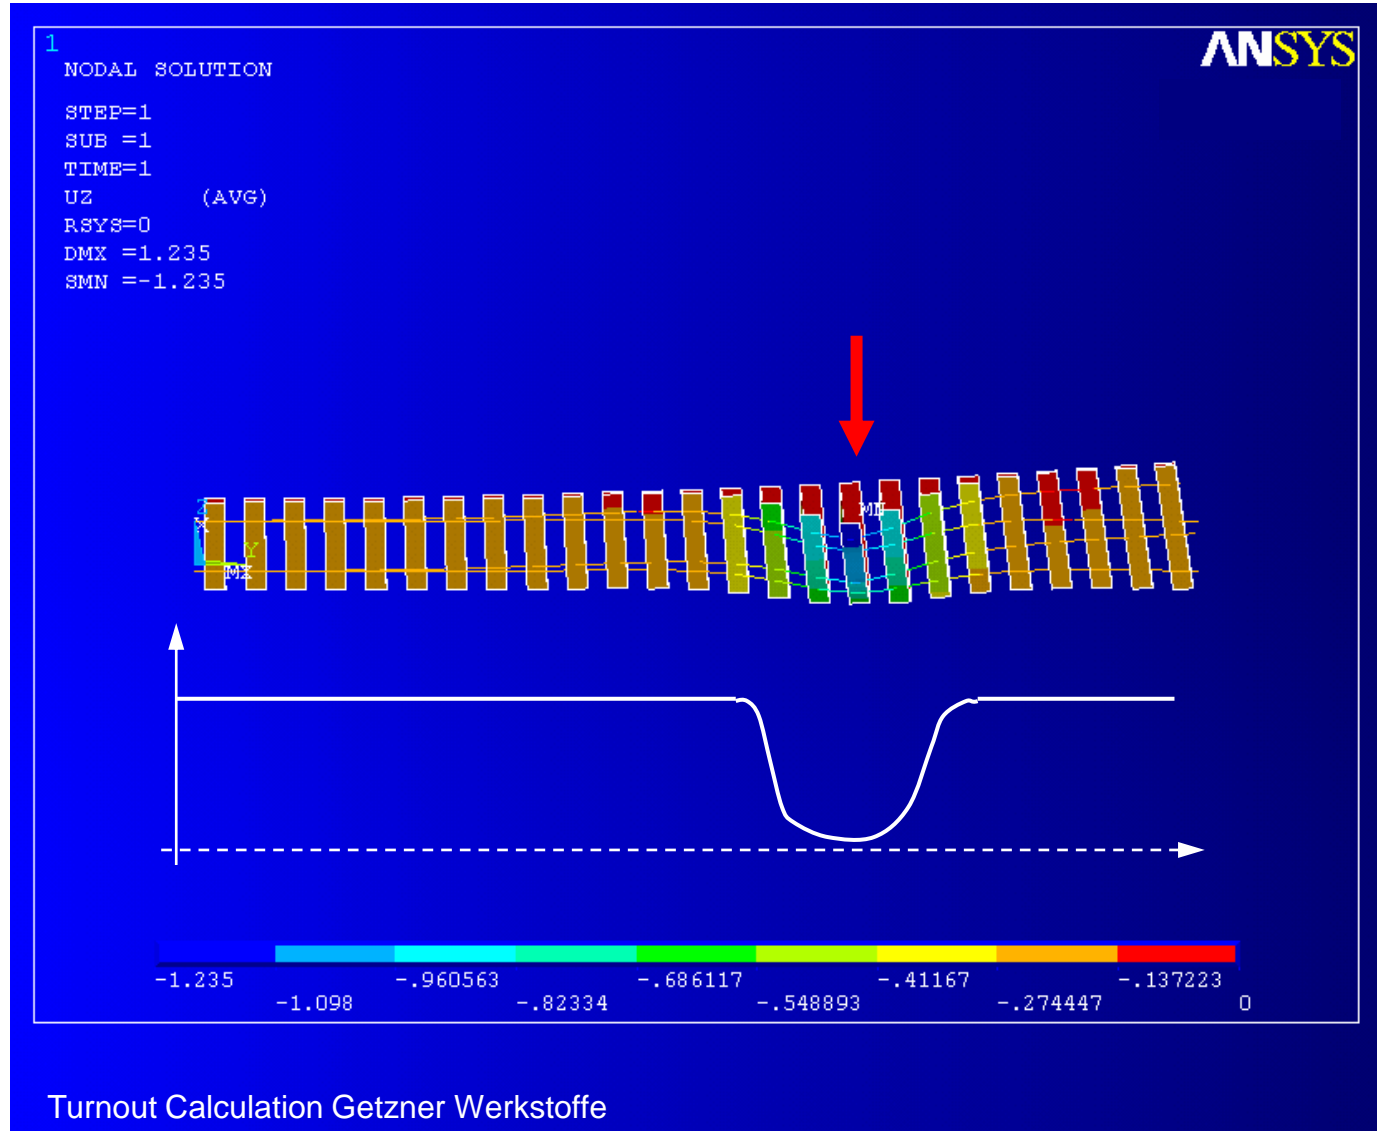 1
ANSYS
NODAL SOLUTION
STEP=1
SUB =1
TIME=1
UZ (AVG)
RSYS=0
DMX =1.235
SMN =-1.235
Z
X
Y
MX
MN
-1.235 -.960563 -.686117 -.41167 -.137223
-1.098 -.82334 -.548893 -.274447 0
Turnout Calculation Getzner Werkstoffe